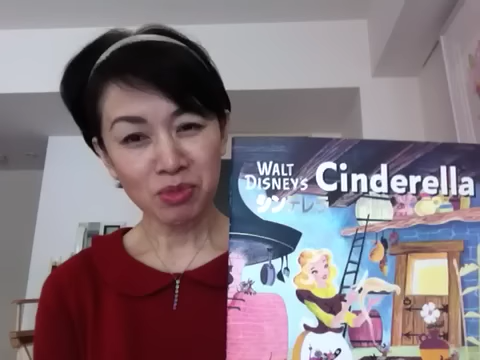 WALT
DISNEY'S
Cinderella
シンデレラ